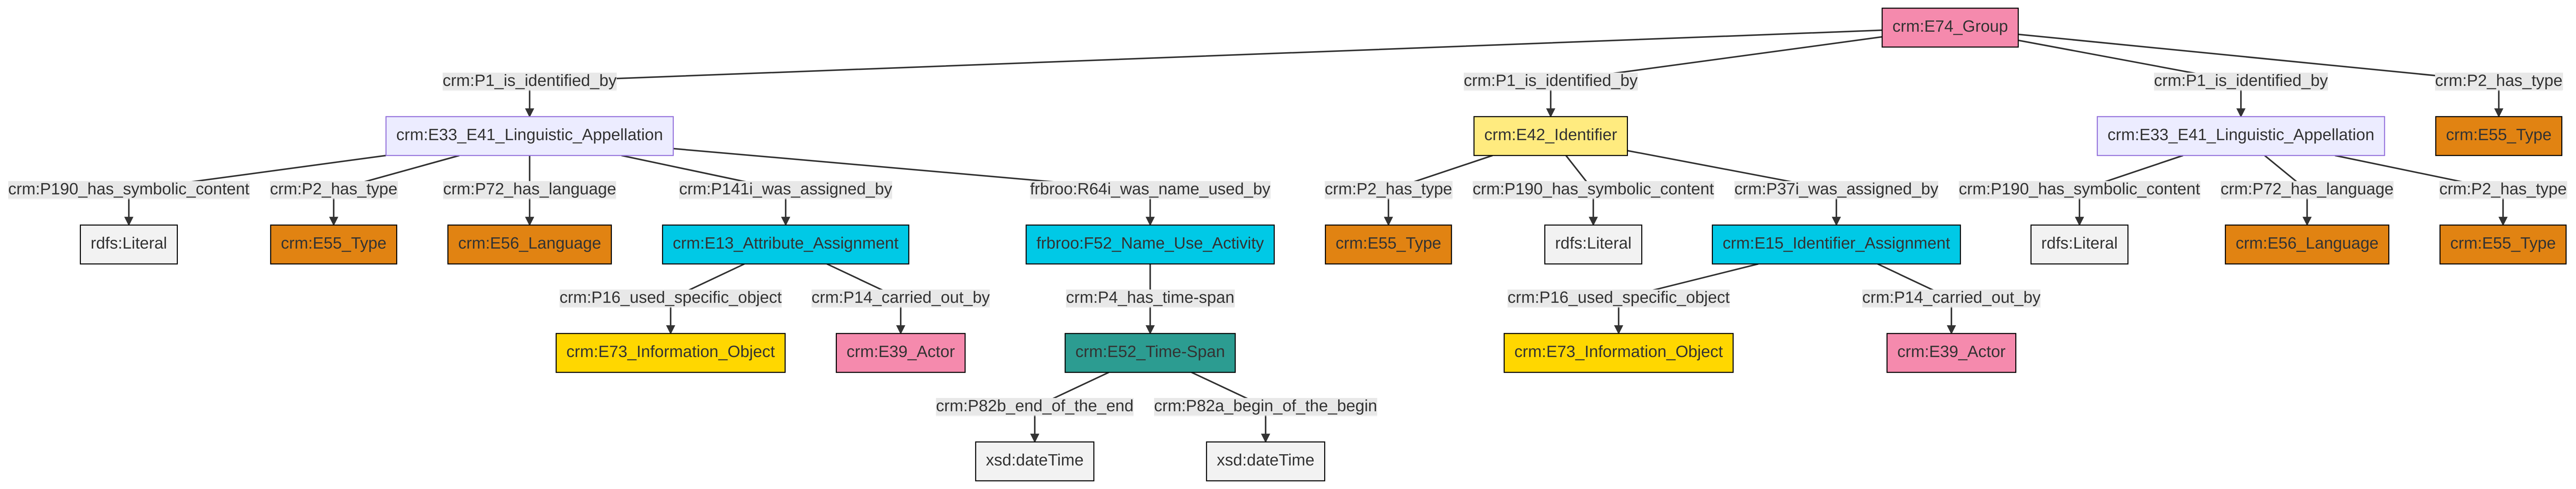 crm:E74_Group
crm:P1_is_identified_by
crm:P1_is_identified_by
crm:P1_is_identified_by
crm:P2_has_type
crm:E33_E41_Linguistic_Appellation
crm:E42_Identifier
crm:E33_E41_Linguistic_Appellation
crm:E55_Type
crm:P190_has_symbolic_content
crm:P2_has_type
crm:P72_has_language
crm:P141i_was_assigned_by
frbroo:R64i_was_name_used_by
crm:P2_has_type
crm:P190_has_symbolic_content
crm:P37i_was_assigned_by
crm:P190_has_symbolic_content
crm:P72_has_language
crm:P2_has_type
rdfs:Literal
crm:E55_Type
crm:E56_Language
crm:E13_Attribute_Assignment
frbroo:F52_Name_Use_Activity
crm:E55_Type
rdfs:Literal
crm:E15_Identifier_Assignment
rdfs:Literal
crm:E56_Language
crm:E55_Type
crm:P16_used_specific_object
crm:P14_carried_out_by
crm:P4_has_time-span
crm:P16_used_specific_object
crm:P14_carried_out_by
crm:E73_Information_Object
crm:E39_Actor
crm:E52_Time-Span
crm:E73_Information_Object
crm:E39_Actor
crm:P82b_end_of_the_end
crm:P82a_begin_of_the_begin
xsd:dateTime
xsd:dateTime